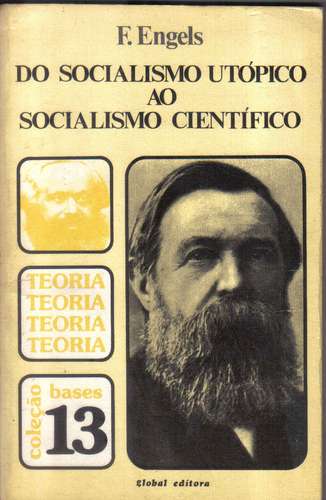 F. Engels
DO SOCIALISMO UTÓPICO
AO
SOCIALISMO CIENTÍFICO
TEORIA
TEORIA
TEORIA
TEORIA
coleção
bases
13
global editora